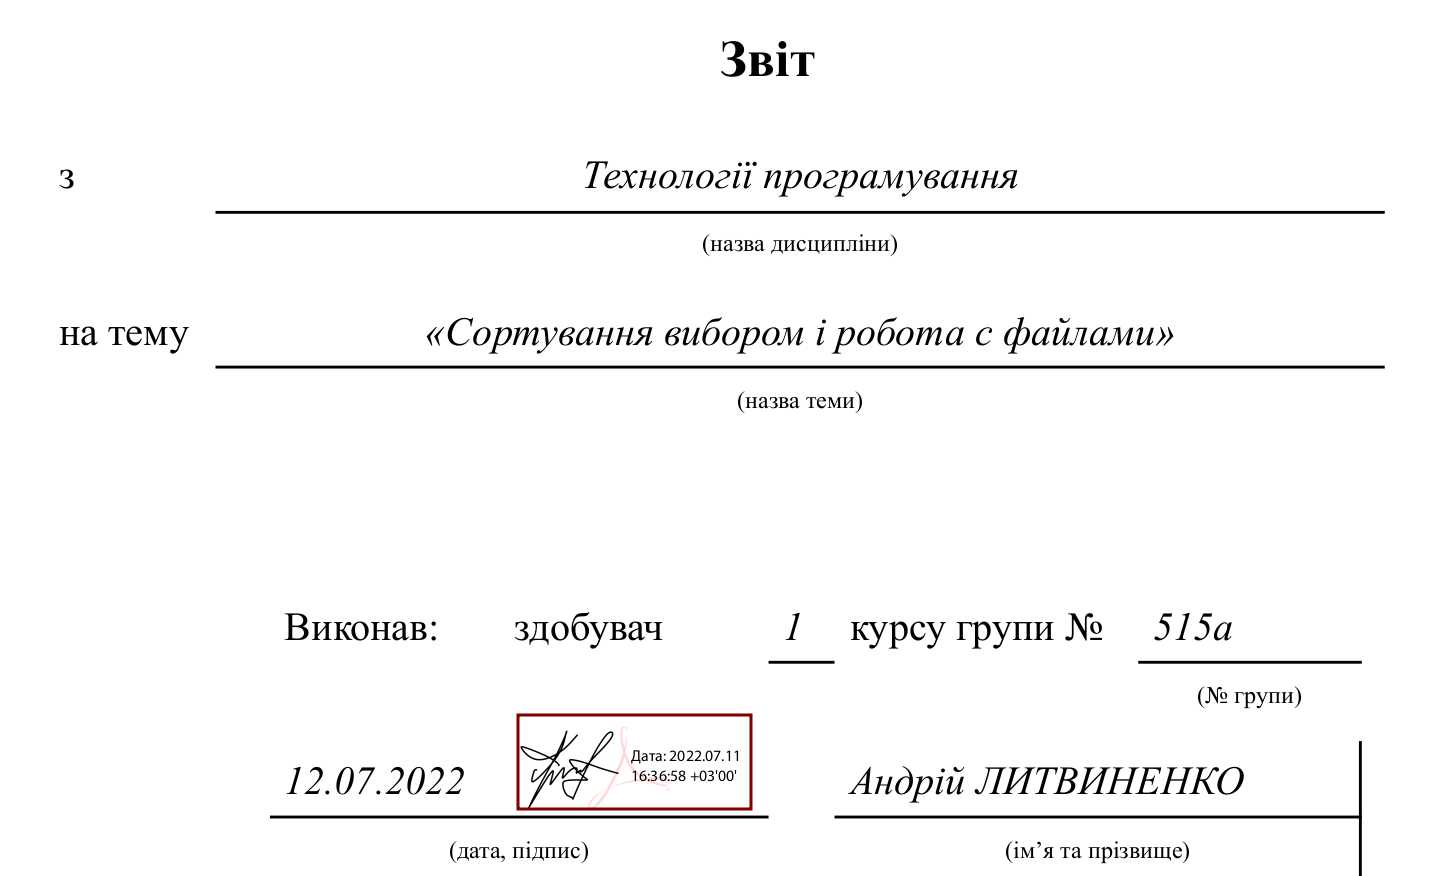 Звіт
з Технології програмування
(назва дисципліни)
на тему «Сортування вибором і робота с файлами»
(назва теми)
Виконав: здобувач 1 курсу групи № 515а
(№ групи)
Дата: 2022.07.11
16:36:58 +03'00'
12.07.2022 Андрій ЛИТВИНЕНКО
(дата, підпис) (ім’я та прізвище)